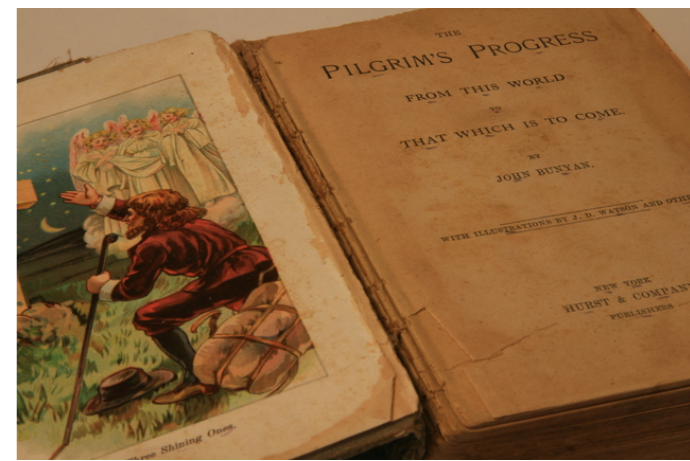 Three Shining Ones.
THE
PILGRIM'S PROGRESS
FROM THIS WORLD
TO
THAT WHICH IS TO COME.
BY
JOHN BUNYAN.
WITH ILLUSTRATIONS BY J. D. WATSON AND
NEW YORK
HURST & COMPANY
PUBLISHERS